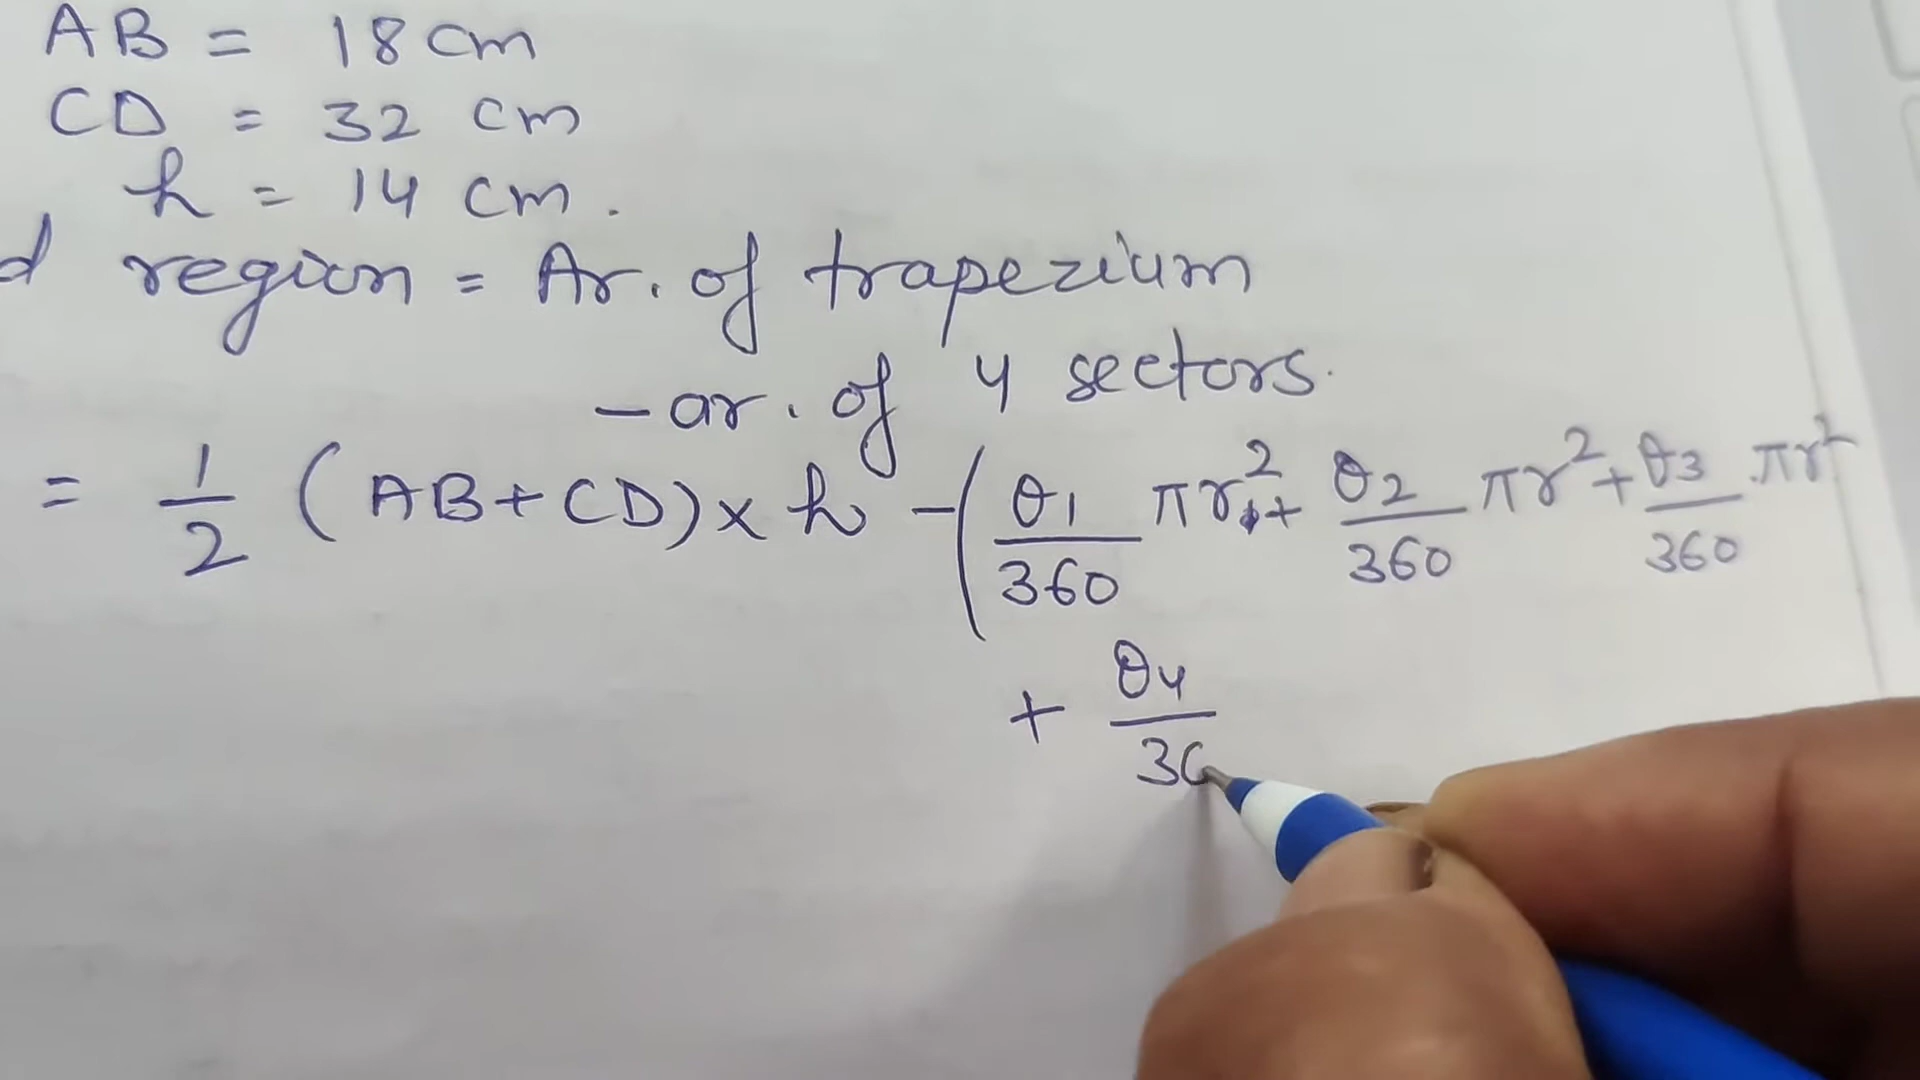 AB = 18 cm
CD = 32 cm
h = 14 cm.
d region = Ar. of trapezium
- ar. of 4 sectors.
= 1/2 (AB + CD) × h - (θ1/360 πr² + θ2/360 πr² + θ3/360 .πr²
+ θ4/36